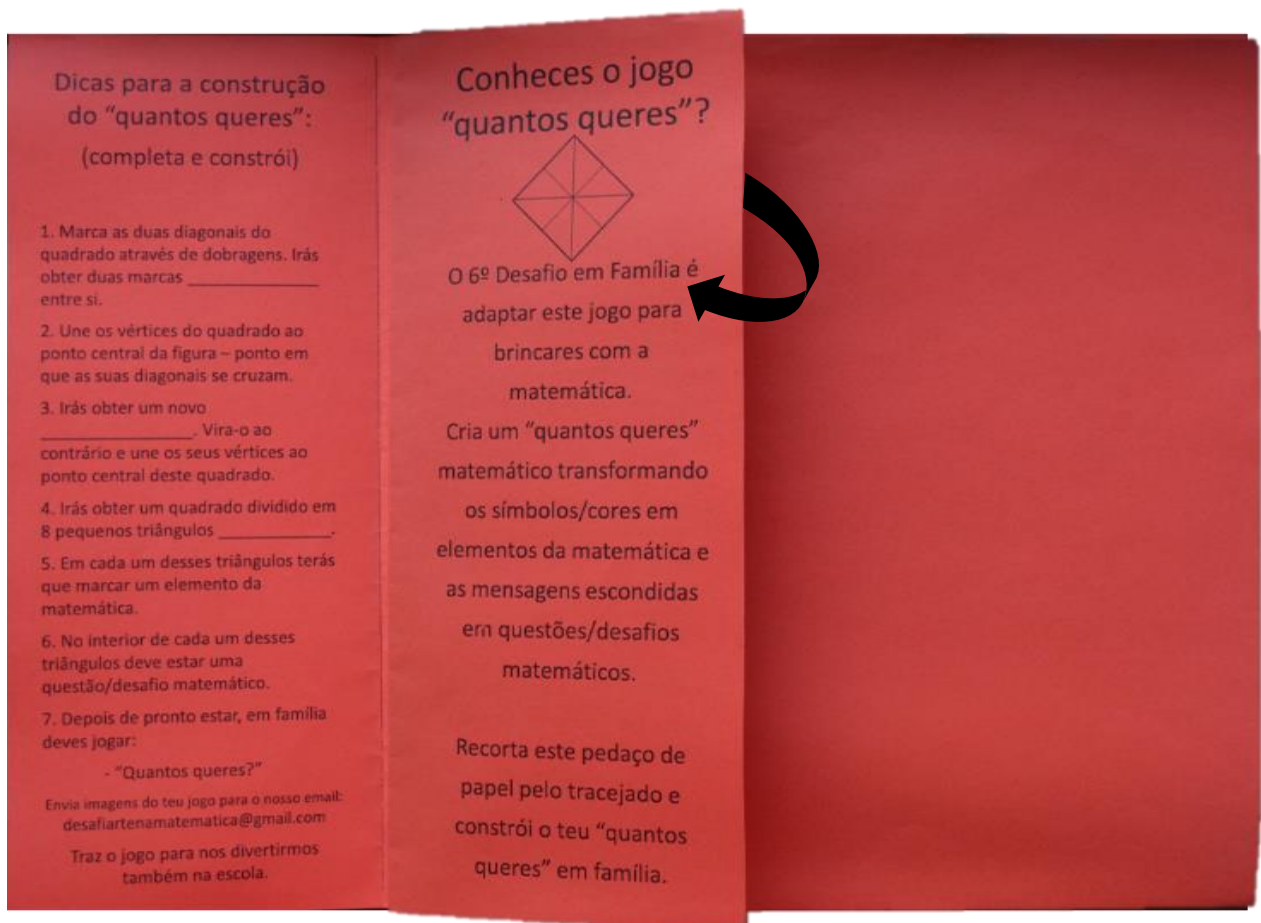 Dicas para a construção
do “quantos queres”:
(completa e constrói)
1. Marca as duas diagonais do
quadrado através de dobragens. Irás
obter duas marcas _______________
entre si.
2. Une os vértices do quadrado ao
ponto central da figura – ponto em
que as suas diagonais se cruzam.
3. Irás obter um novo
__________________. Vira-o ao
contrário e une os seus vértices ao
ponto central deste quadrado.
4. Irás obter um quadrado dividido em
8 pequenos triângulos _____________.
5. Em cada um desses triângulos terás
que marcar um elemento da
matemática.
6. No interior de cada um desses
triângulos deve estar uma
questão/desafio matemático.
7. Depois de pronto estar, em família
deves jogar:
- “Quantos queres?”
Envia imagens do teu jogo para o nosso email:
desafiartenamatematica@gmail.com
Traz o jogo para nos divertirmos
também na escola.
Conheces o jogo
“quantos queres”?
O 6º Desafio em Família é
adaptar este jogo para
brincares com a
matemática.
Cria um “quantos queres”
matemático transformando
os símbolos/cores em
elementos da matemática e
as mensagens escondidas
em questões/desafios
matemáticos.
Recorta este pedaço de
papel pelo tracejado e
constrói o teu “quantos
queres” em família.